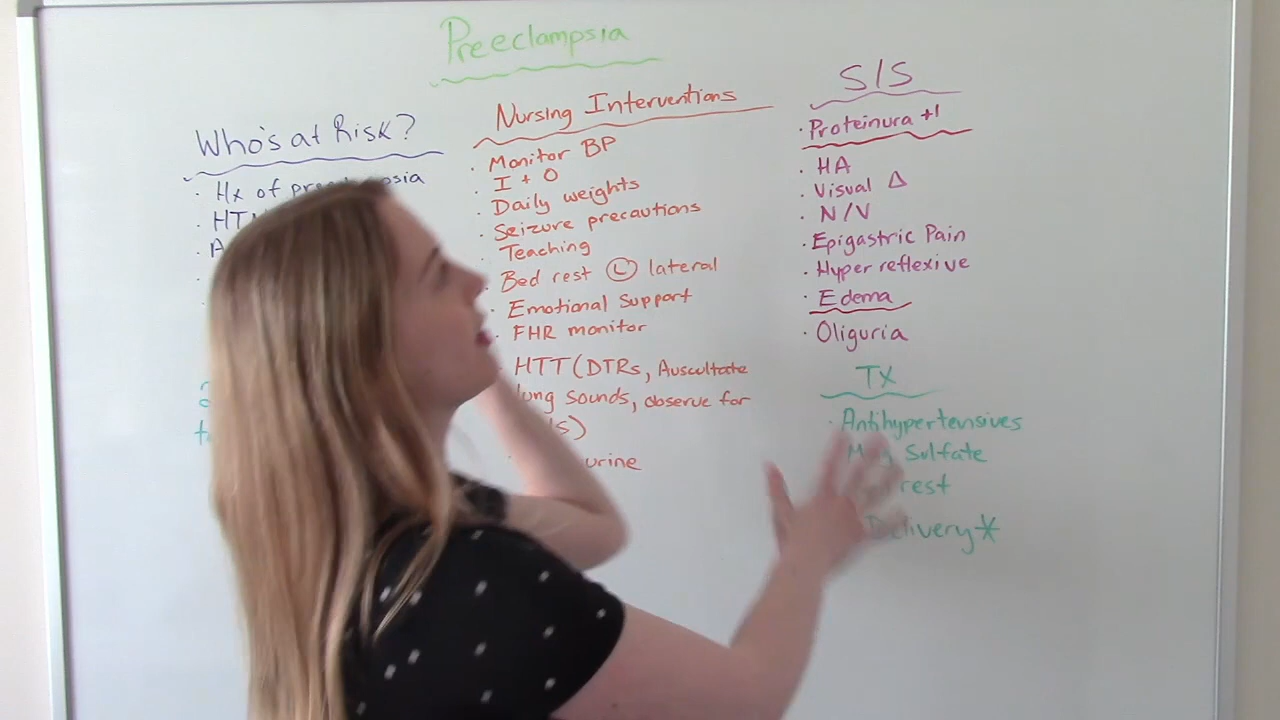 Preeclampsia
Who's at Risk?
· Hx of
· HTN
Nursing Interventions
· Monitor BP
· I + O
· Daily weights
· Seizure precautions
· Teaching
· Bed rest Ⓛ lateral
· Emotional Support
· FHR monitor
· HTT (DTRs, Auscultate
lung sounds, observe for
urine
S/S
· Proteinura +1
· HA
· Visual Δ
· N/V
· Epigastric Pain
· Hyper reflexive
· Edema
· Oliguria
TX
· Antihypertensives
Sulfate
rest
Delivery*